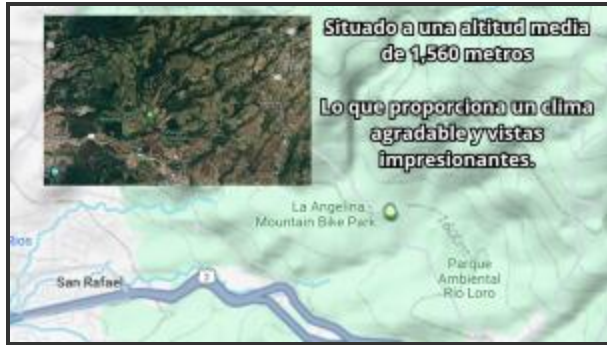 Situado a una altitud media
de 1,560 metros
Lo que proporciona un clima
agradable y vistas
impresionantes.
La Angelina -
Mountain Bike Park
Ríos
San Rafael
2
Parque
Ambiental
Río Loro